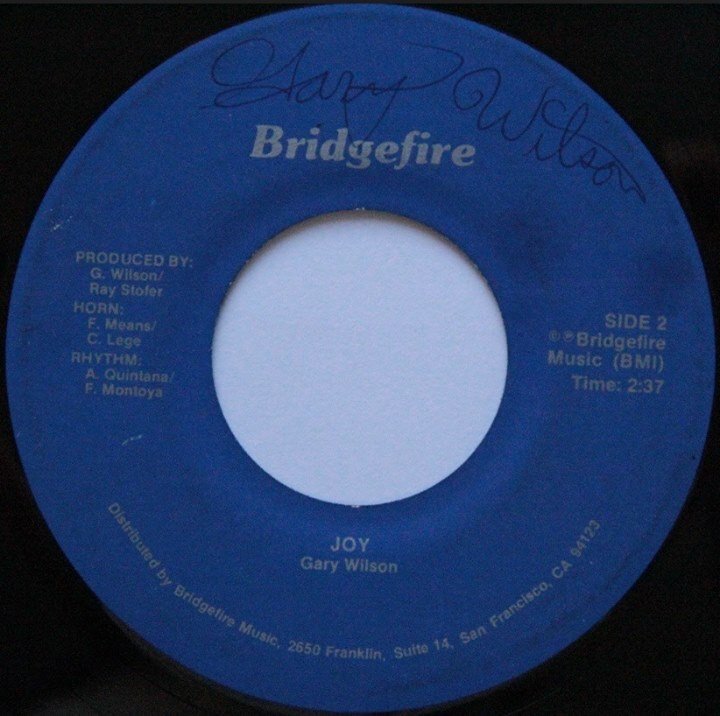 Gary Wilson
Bridgefire
PRODUCED BY:
G. Wilson/
Ray Stofer
HORN:
F. Means/
C. Lege
RHYTHM:
A. Quintana/
F. Montoya
SIDE 2
©℗Bridgefire
Music (BMI)
Time: 2:37
JOY
Gary Wilson
Distributed by Bridgefire Music, 2650 Franklin, Suite 14, San Francisco, CA 94123